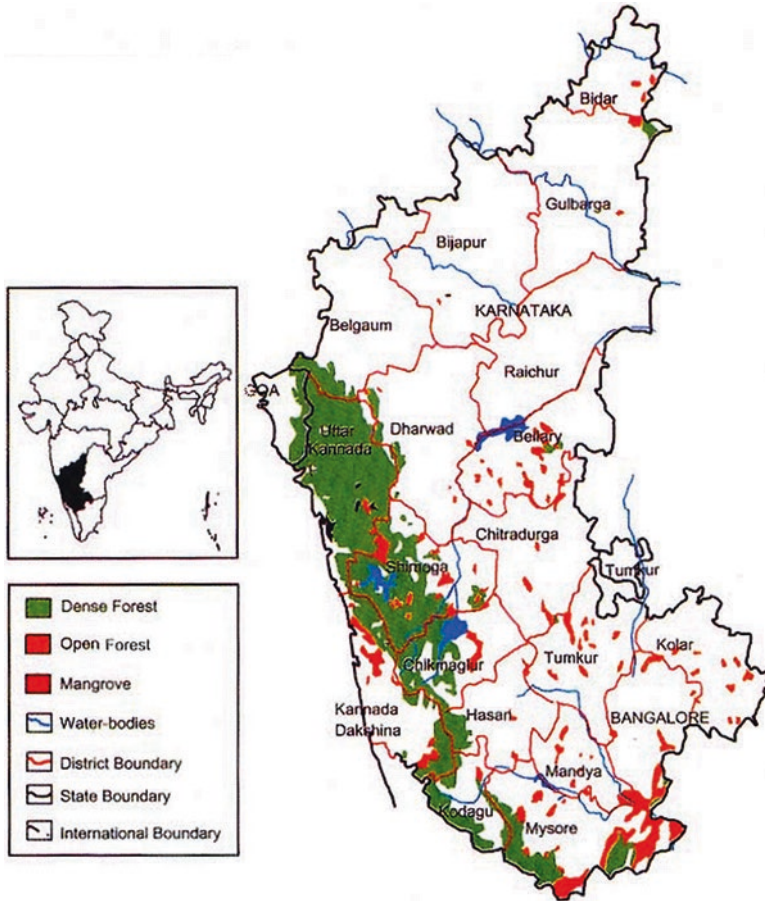 Bidar
Gulbarga
Bijapur
KARNATAKA
Belgaum
Raichur
GOA
Dharwad
Bellary
Uttar
Kannada
Chitradurga
Shimoga
Tumkur
Kolar
Chikmaglur
Tumkur
Kannada
Dakshina
Hasan
BANGALORE
Mandya
Kodagu
Mysore
Dense Forest
Open Forest
Mangrove
Water-bodies
District Boundary
State Boundary
International Boundary